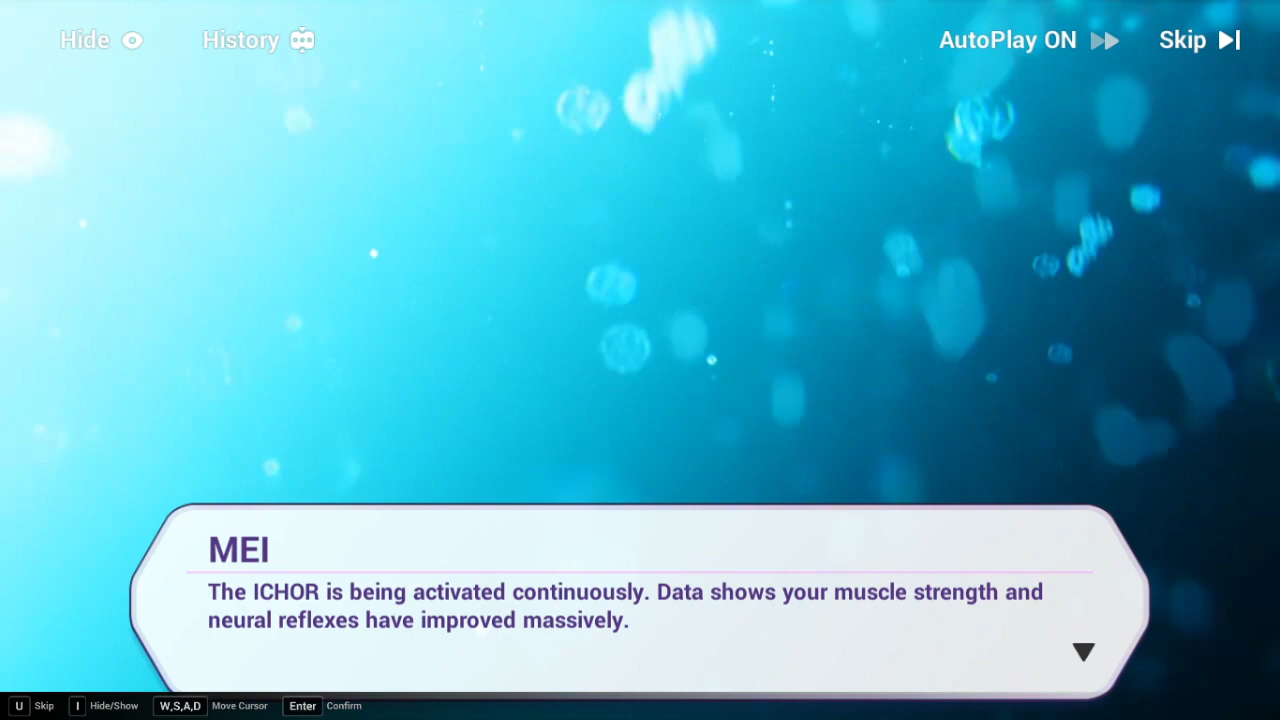 Hide
History
AutoPlay ON
Skip
MEI
The ICHOR is being activated continuously. Data shows your muscle strength and
neural reflexes have improved massively.
U Skip I Hide/Show W,S,A,D Move Cursor Enter Confirm